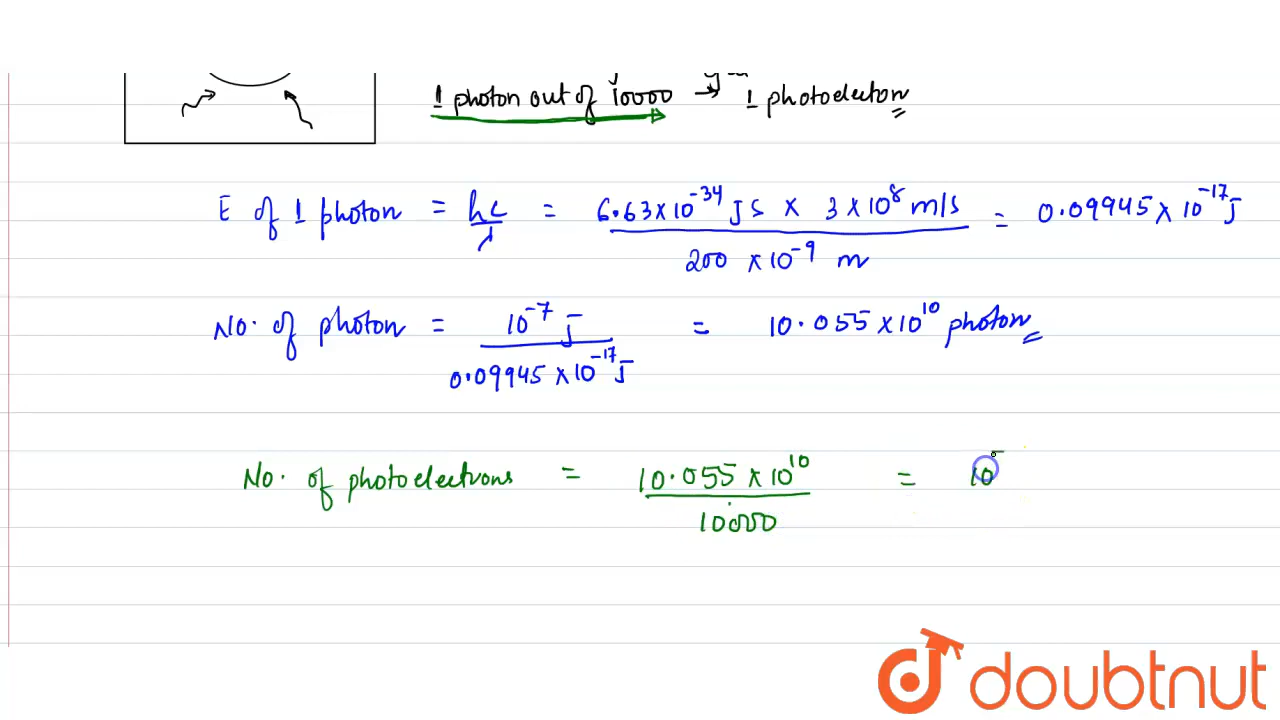 1 photon out of 10000 → 1 photoelecton
E of 1 photon = hc/λ = 6.63×10⁻³⁴ JS × 3×10⁸ m/s / 200 ×10⁻⁹ m = 0.09945 × 10⁻¹⁷ J
No. of photon = 10⁻⁷ J / 0.09945 ×10⁻¹⁷ J = 10.055 ×10¹⁰ photon
No. of photoelectrons = 10.055 ×10¹⁰ / 10000 = 10
doubtnut